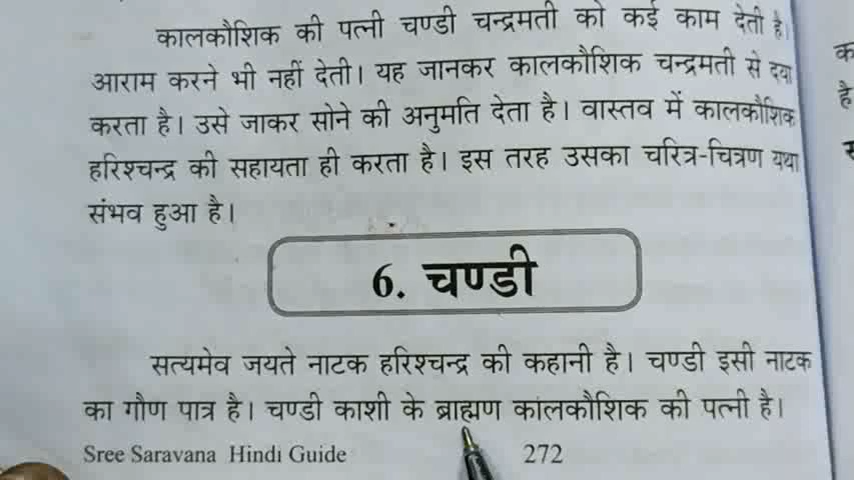 कालकौशिक की पत्नी चण्डी चन्द्रमती को कई काम देती है।
आराम करने भी नहीं देती। यह जानकर कालकौशिक चन्द्रमती से दया
करता है। उसे जाकर सोने की अनुमति देता है। वास्तव में कालकौशिक
हरिश्चन्द्र की सहायता ही करता है। इस तरह उसका चरित्र-चित्रण यथा
संभव हुआ है।
6. चण्डी
सत्यमेव जयते नाटक हरिश्चन्द्र की कहानी है। चण्डी इसी नाटक
का गौण पात्र है। चण्डी काशी के ब्राह्मण कालकौशिक की पत्नी है।
Sree Saravana Hindi Guide 272